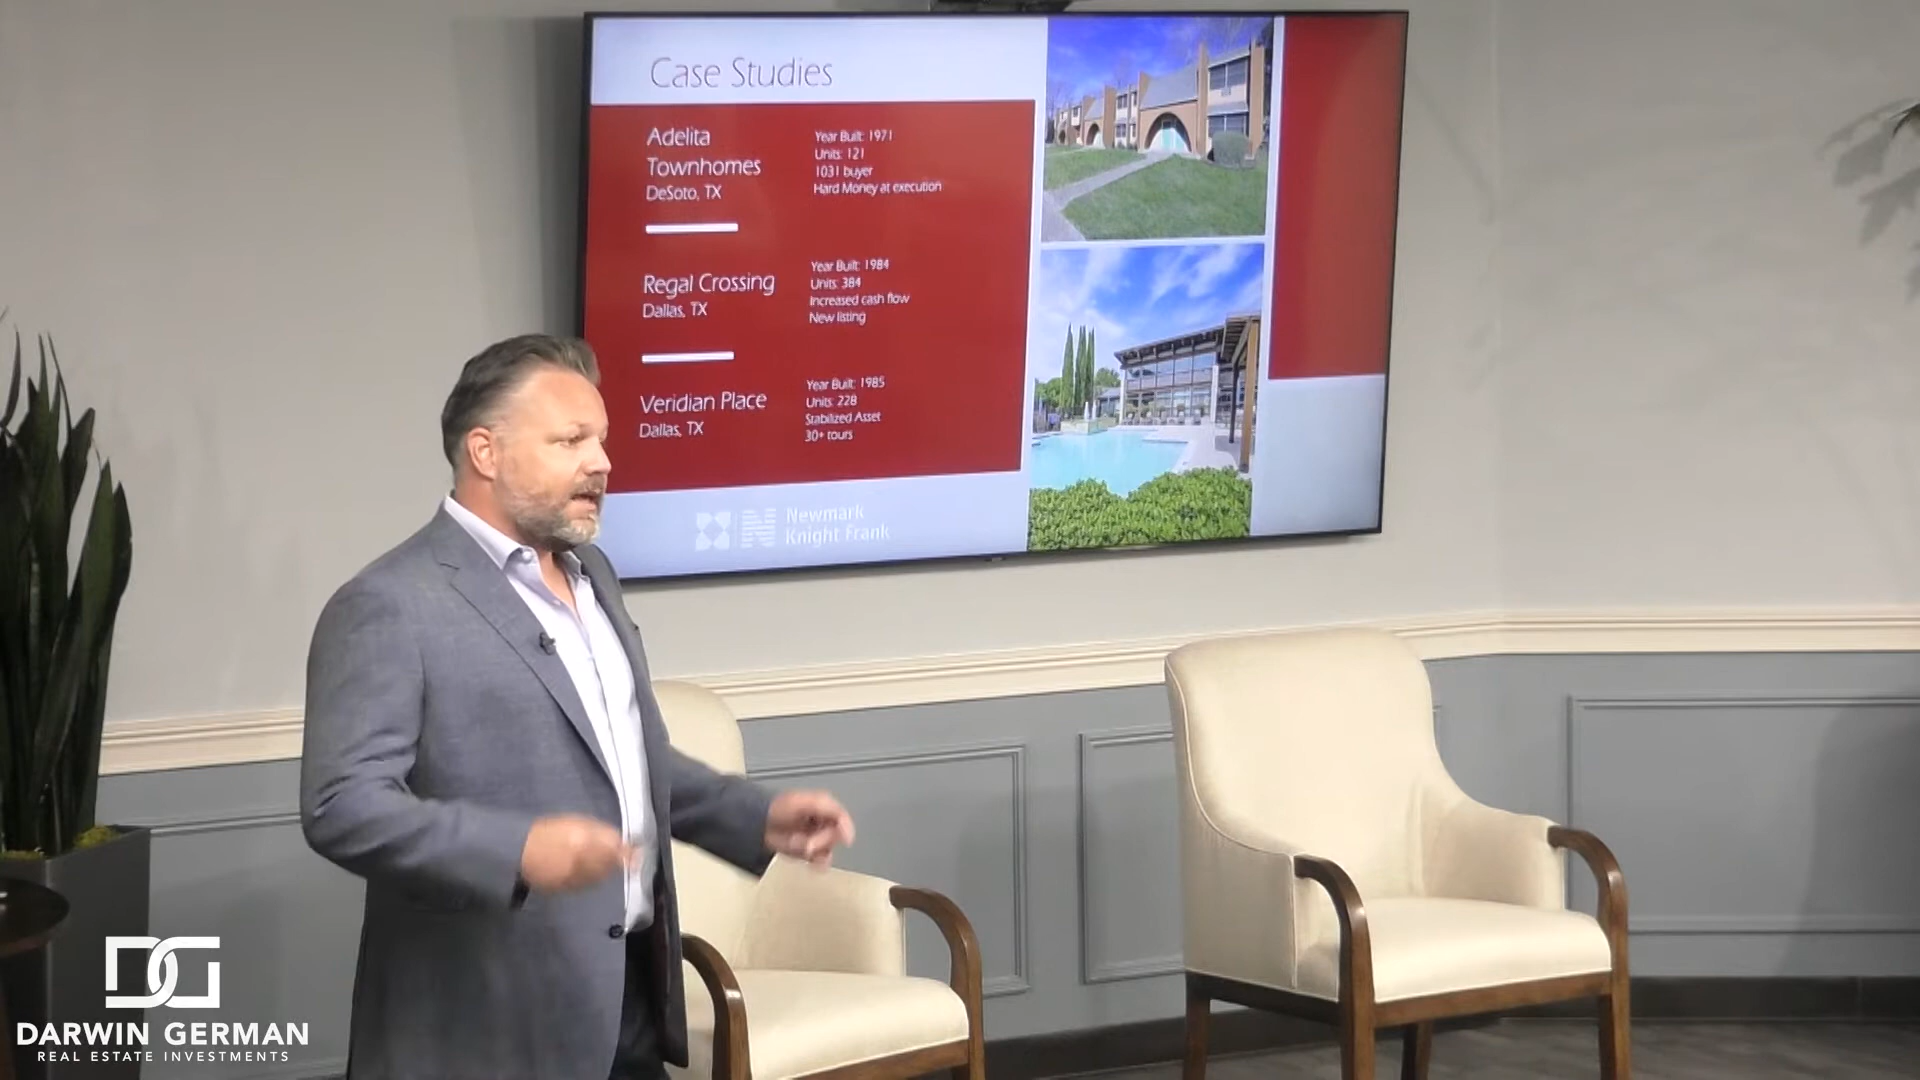 Case Studies
Adelita
Townhomes
DeSoto, TX
Year Built: 1971
Units: 121
1031 buyer
Hard Money at execution
Regal Crossing
Dallas, TX
Year Built: 1984
Units: 384
Increased cash flow
New listing
Veridian Place
Dallas, TX
Year Built: 1985
Units: 228
Stabilized Asset
30+ tours
N
Newmark
Knight Frank
DG
DARWIN GERMAN
REAL ESTATE INVESTMENTS